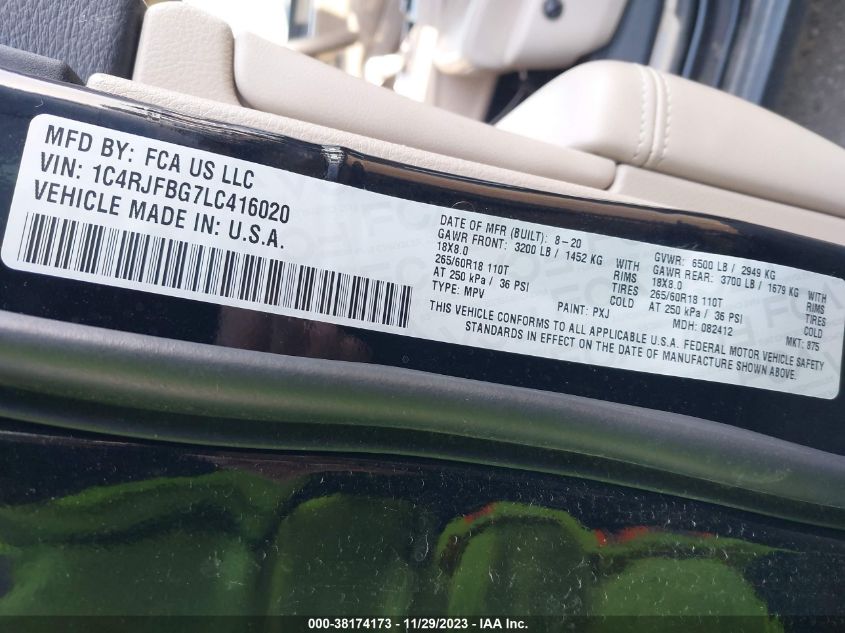 MFD BY: FCA US LLC
VIN: 1C4RJFBG7LC416020
VEHICLE MADE IN: U.S.A.
DATE OF MFR (BUILT): 8-20
GAWR FRONT: 3200 LB / 1452 KG WITH
18X8.0 RIMS
265/60R18 110T TIRES
AT 250 kPa / 36 PSI COLD
TYPE: MPV PAINT: PXJ
GVWR: 6500 LB / 2949 KG
GAWR REAR: 3700 LB / 1679 KG WITH
18X8.0 RIMS
265/60R18 110T TIRES
AT 250 kPa / 36 PSI COLD
MDH: 082412 MKT: 875
THIS VEHICLE CONFORMS TO ALL APPLICABLE U.S.A. FEDERAL MOTOR VEHICLE SAFETY
STANDARDS IN EFFECT ON THE DATE OF MANUFACTURE SHOWN ABOVE.
000-38174173 - 11/29/2023 - IAA Inc.